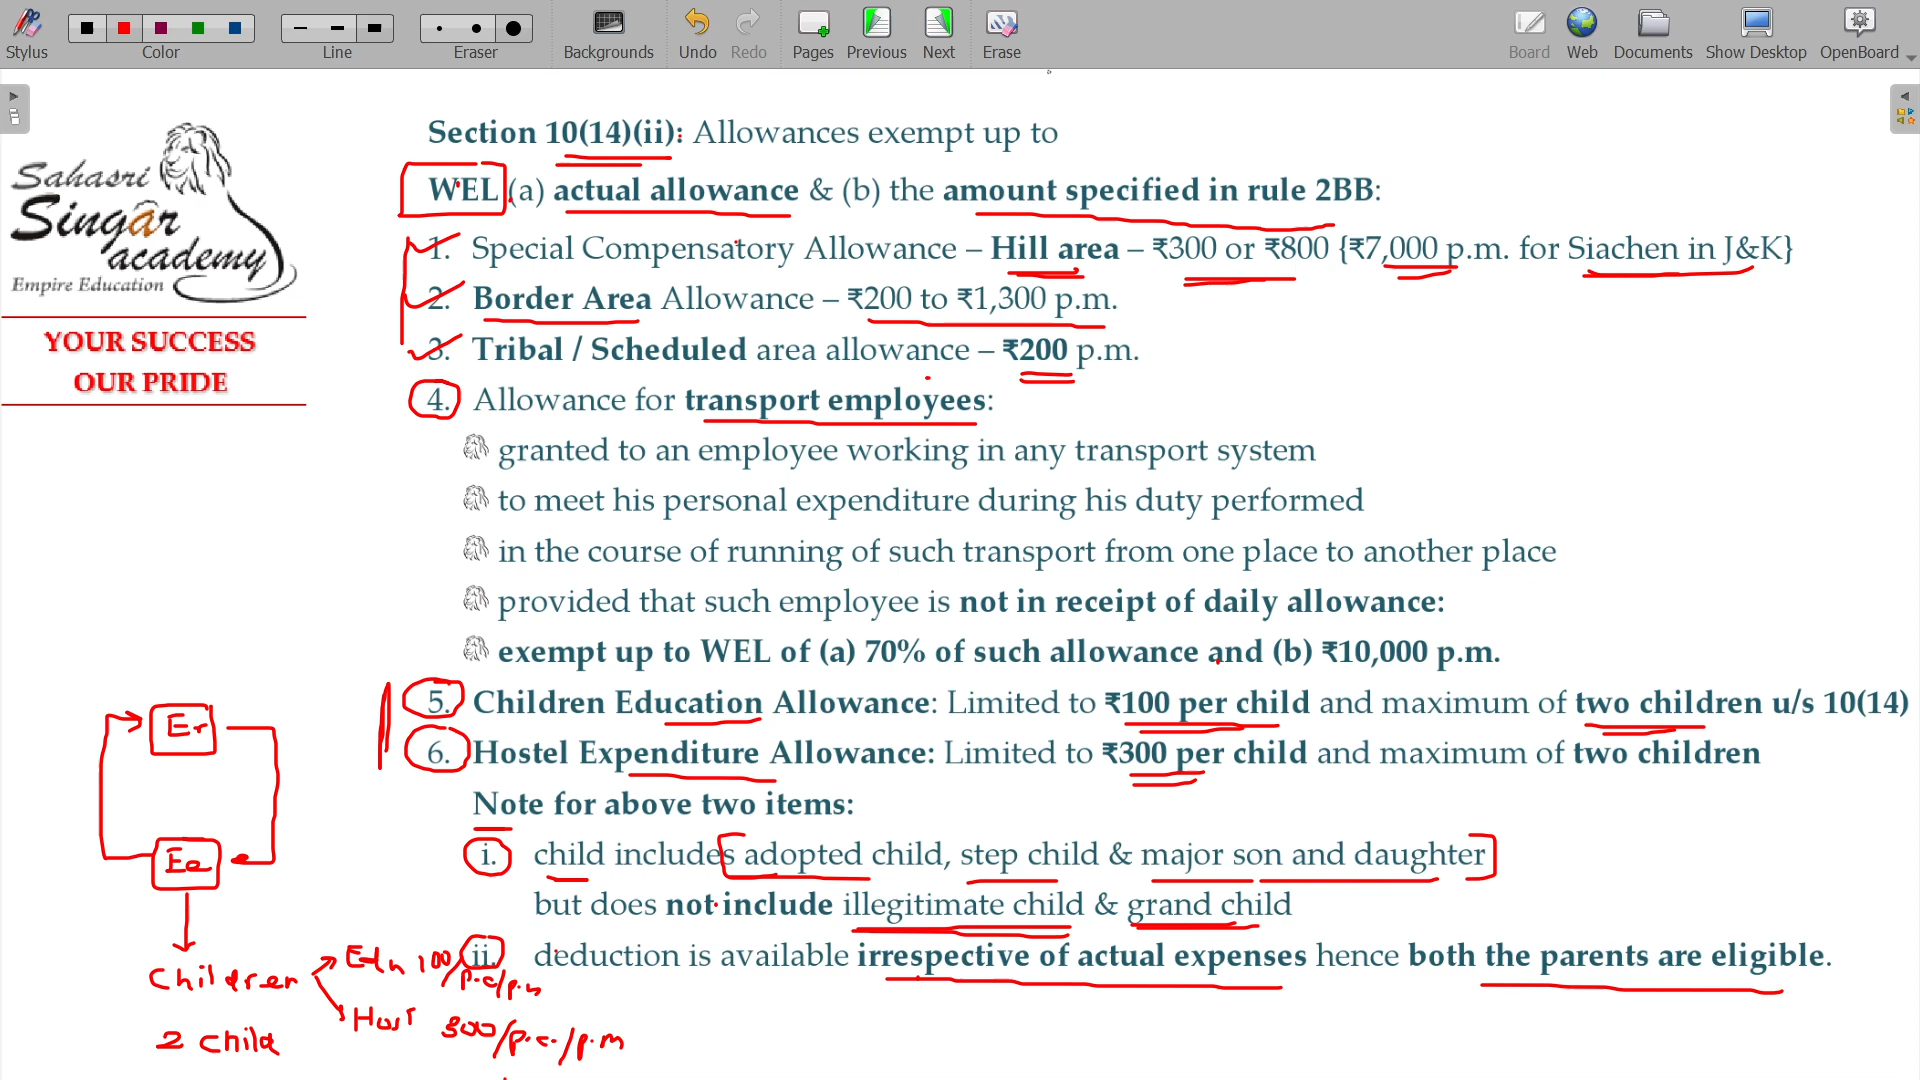 Stylus
Color
Line
Eraser
Backgrounds
Undo
Redo
Pages
Previous
Next
Erase
Board
Web
Documents
Show Desktop
OpenBoard
Sahasri
Singār
academy
Empire Education
YOUR SUCCESS
OUR PRIDE
Section 10(14)(ii): Allowances exempt up to
WEL (a) actual allowance & (b) the amount specified in rule 2BB:
1. Special Compensatory Allowance – Hill area – ₹300 or ₹800 {₹7,000 p.m. for Siachen in J&K}
2. Border Area Allowance – ₹200 to ₹1,300 p.m.
3. Tribal / Scheduled area allowance – ₹200 p.m.
4. Allowance for transport employees:
granted to an employee working in any transport system
to meet his personal expenditure during his duty performed
in the course of running of such transport from one place to another place
provided that such employee is not in receipt of daily allowance:
exempt up to WEL of (a) 70% of such allowance and (b) ₹10,000 p.m.
5. Children Education Allowance: Limited to ₹100 per child and maximum of two children u/s 10(14)
6. Hostel Expenditure Allowance: Limited to ₹300 per child and maximum of two children
Note for above two items:
i. child includes adopted child, step child & major son and daughter
but does not include illegitimate child & grand child
ii. deduction is available irrespective of actual expenses hence both the parents are eligible.
Er
Ee
Children
Edn 100/p.c/p.m
Host 300/p.c./p.m
2 child